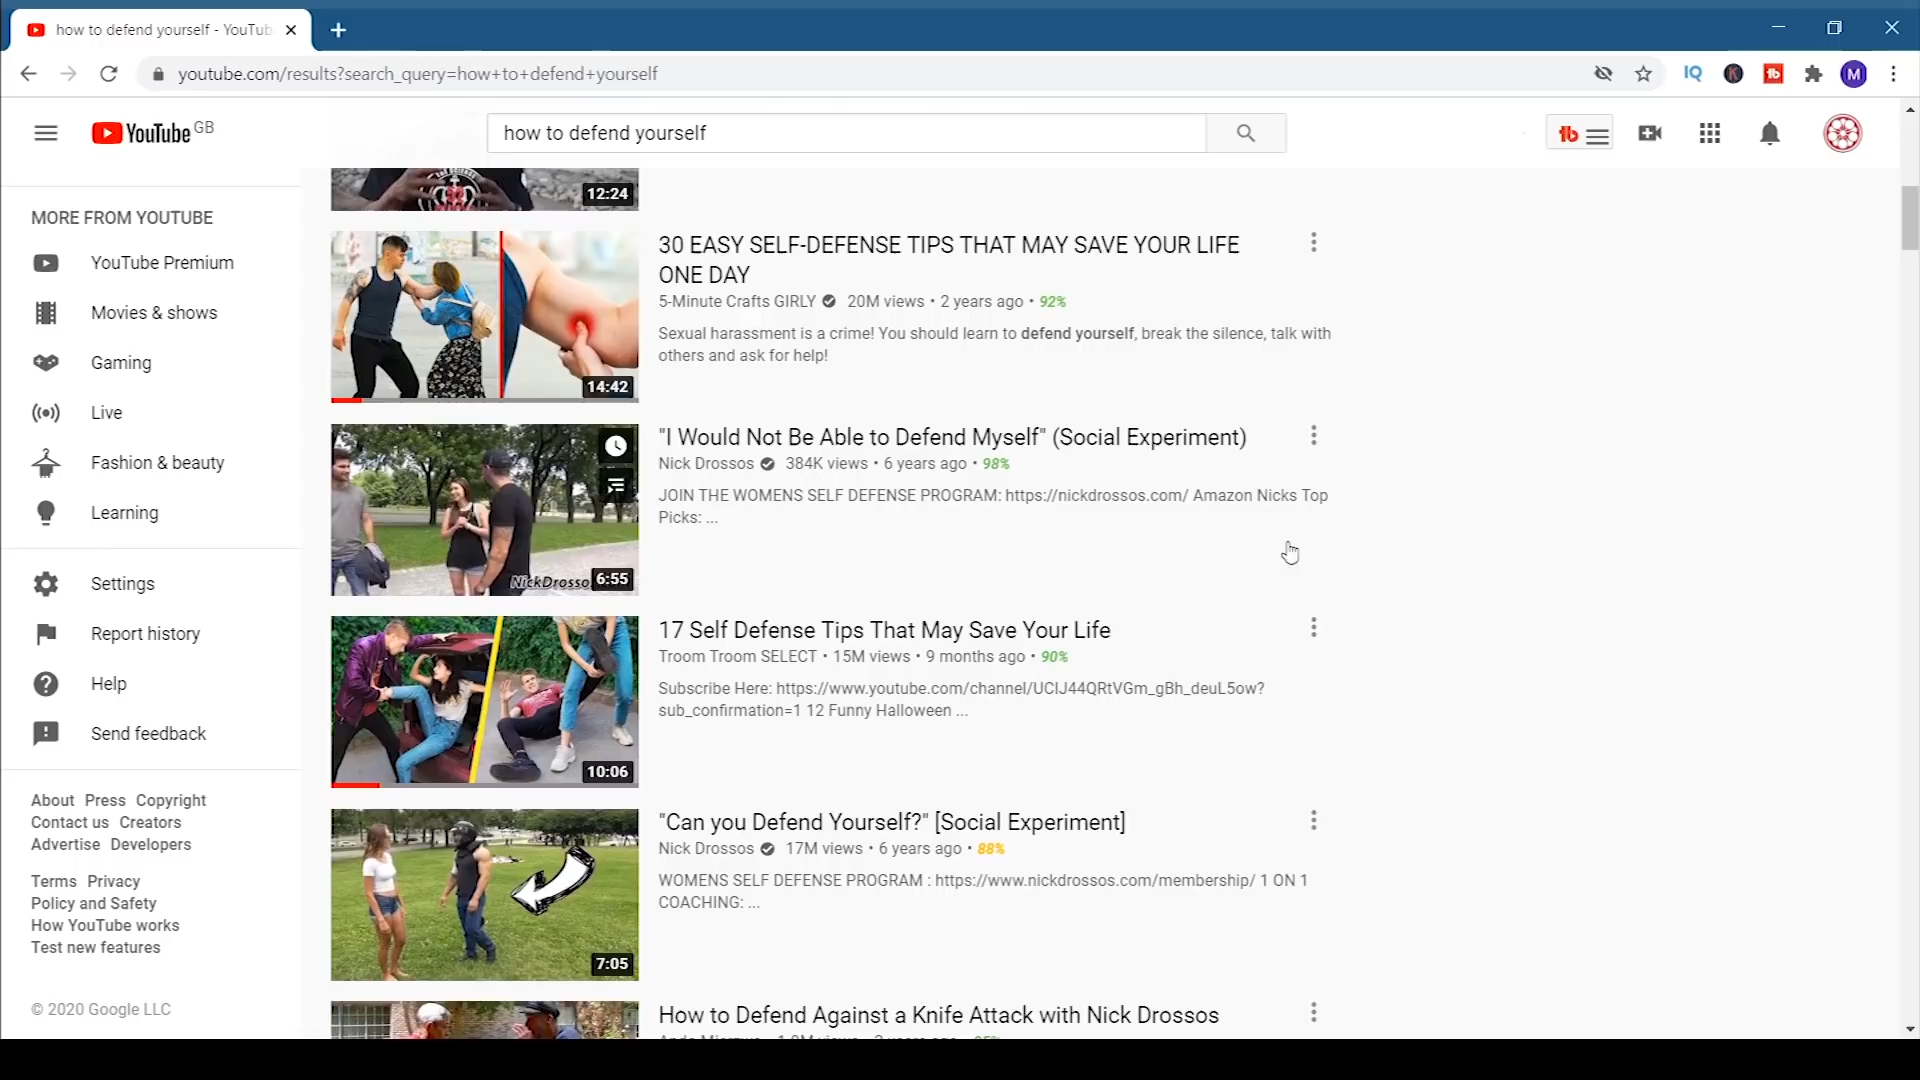 how to defend yourself - YouTub
youtube.com/results?search_query=how+to+defend+yourself
IQ
K
tb
M
YouTube GB
how to defend yourself
tb
MORE FROM YOUTUBE
YouTube Premium
Movies & shows
Gaming
Live
Fashion & beauty
Learning
Settings
Report history
Help
Send feedback
About Press Copyright
Contact us Creators
Advertise Developers
Terms Privacy
Policy and Safety
How YouTube works
Test new features
© 2020 Google LLC
12:24
14:42
30 EASY SELF-DEFENSE TIPS THAT MAY SAVE YOUR LIFE
ONE DAY
5-Minute Crafts GIRLY 20M views • 2 years ago • 92%
Sexual harassment is a crime! You should learn to defend yourself, break the silence, talk with
others and ask for help!
NickDrosso
6:55
"I Would Not Be Able to Defend Myself" (Social Experiment)
Nick Drossos 384K views • 6 years ago • 98%
JOIN THE WOMENS SELF DEFENSE PROGRAM: https://nickdrossos.com/ Amazon Nicks Top
Picks: ...
10:06
17 Self Defense Tips That May Save Your Life
Troom Troom SELECT • 15M views • 9 months ago • 90%
Subscribe Here: https://www.youtube.com/channel/UCIJ44QRtVGm_gBh_deuL5ow?
sub_confirmation=1 12 Funny Halloween ...
7:05
"Can you Defend Yourself?" [Social Experiment]
Nick Drossos 17M views • 6 years ago • 88%
WOMENS SELF DEFENSE PROGRAM : https://www.nickdrossos.com/membership/ 1 ON 1
COACHING: ...
How to Defend Against a Knife Attack with Nick Drossos